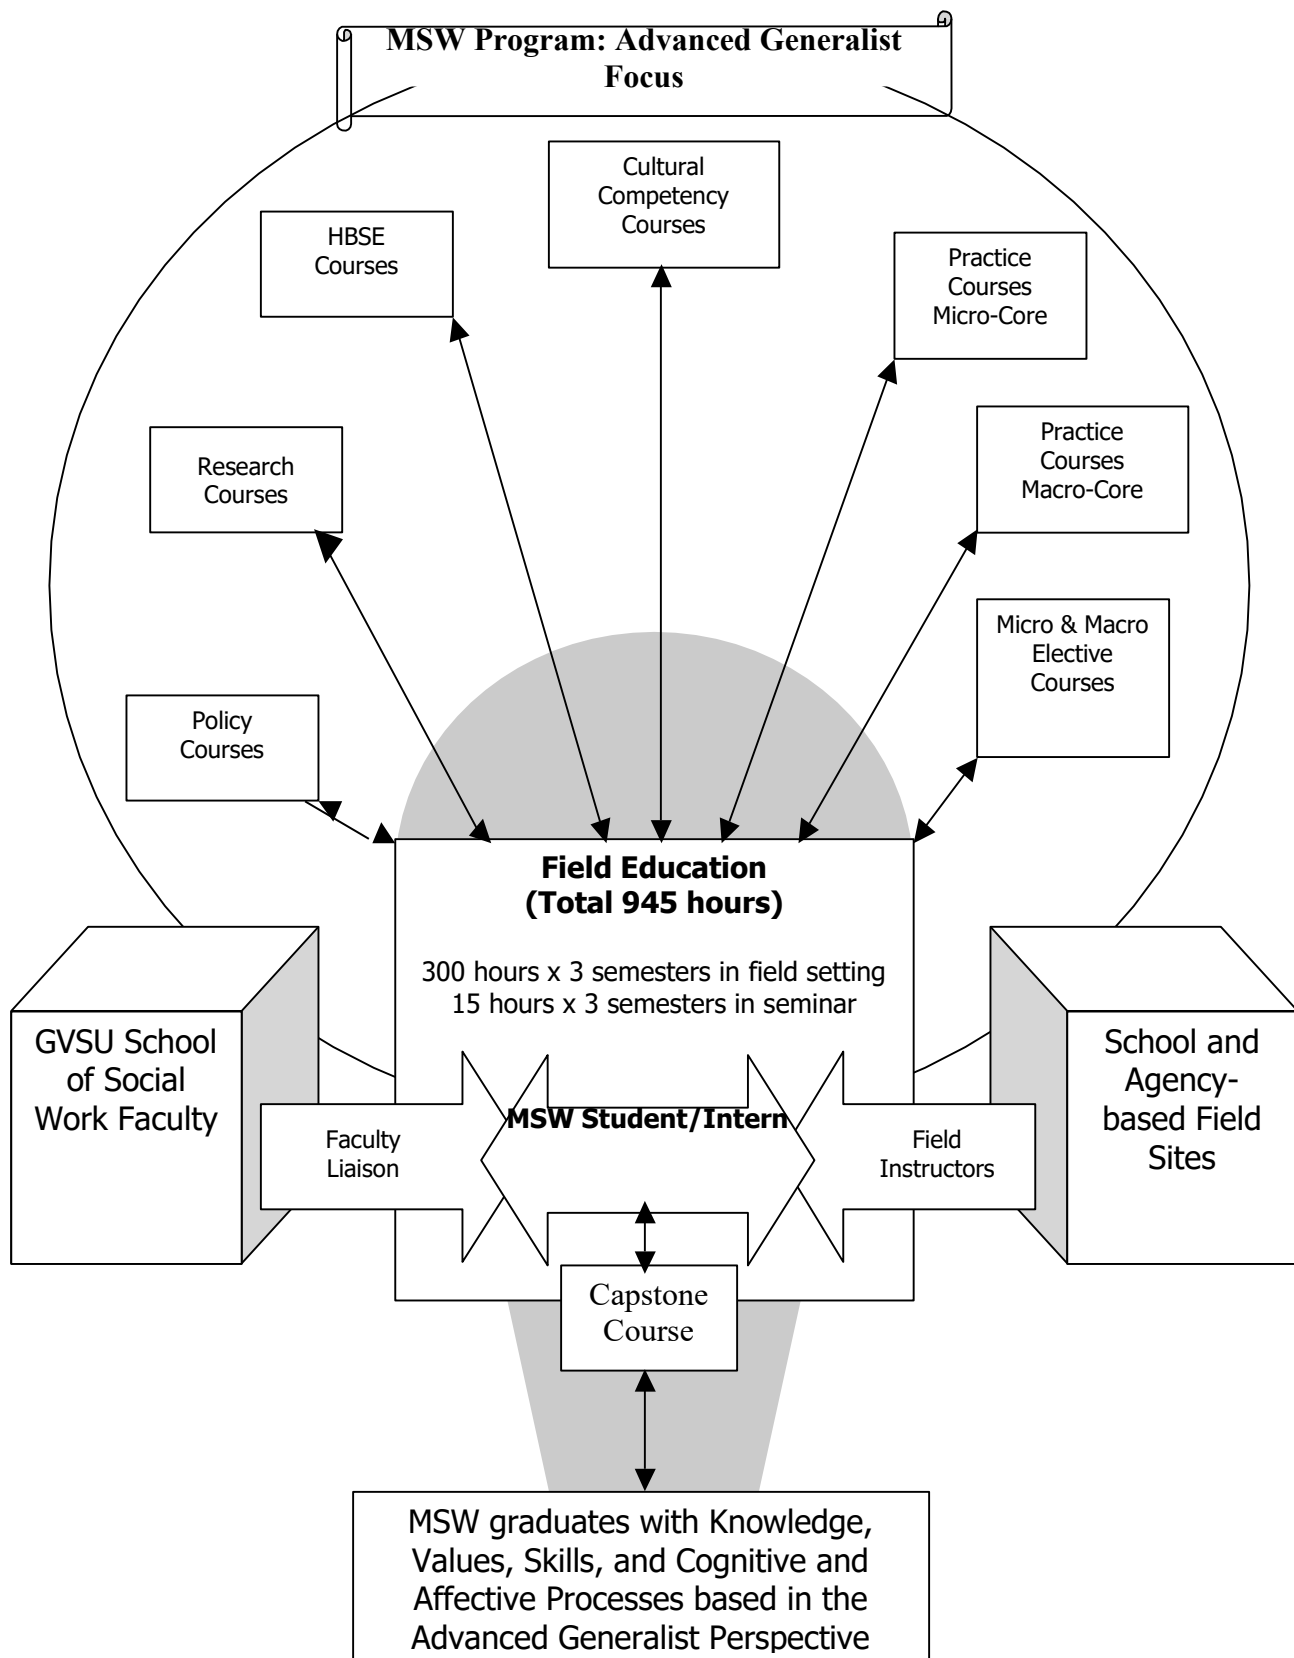 MSW Program: Advanced Generalist
Focus
Cultural
Competency
Courses
HBSE
Courses
Practice
Courses
Micro-Core
Research
Courses
Practice
Courses
Macro-Core
Micro & Macro
Elective
Courses
Policy
Courses
Field Education
(Total 945 hours)
300 hours x 3 semesters in field setting
15 hours x 3 semesters in seminar
GVSU School
of Social
Work Faculty
School and
Agency-
based Field
Sites
Faculty
Liaison
MSW Student/Intern
Field
Instructors
Capstone
Course
MSW graduates with Knowledge,
Values, Skills, and Cognitive and
Affective Processes based in the
Advanced Generalist Perspective